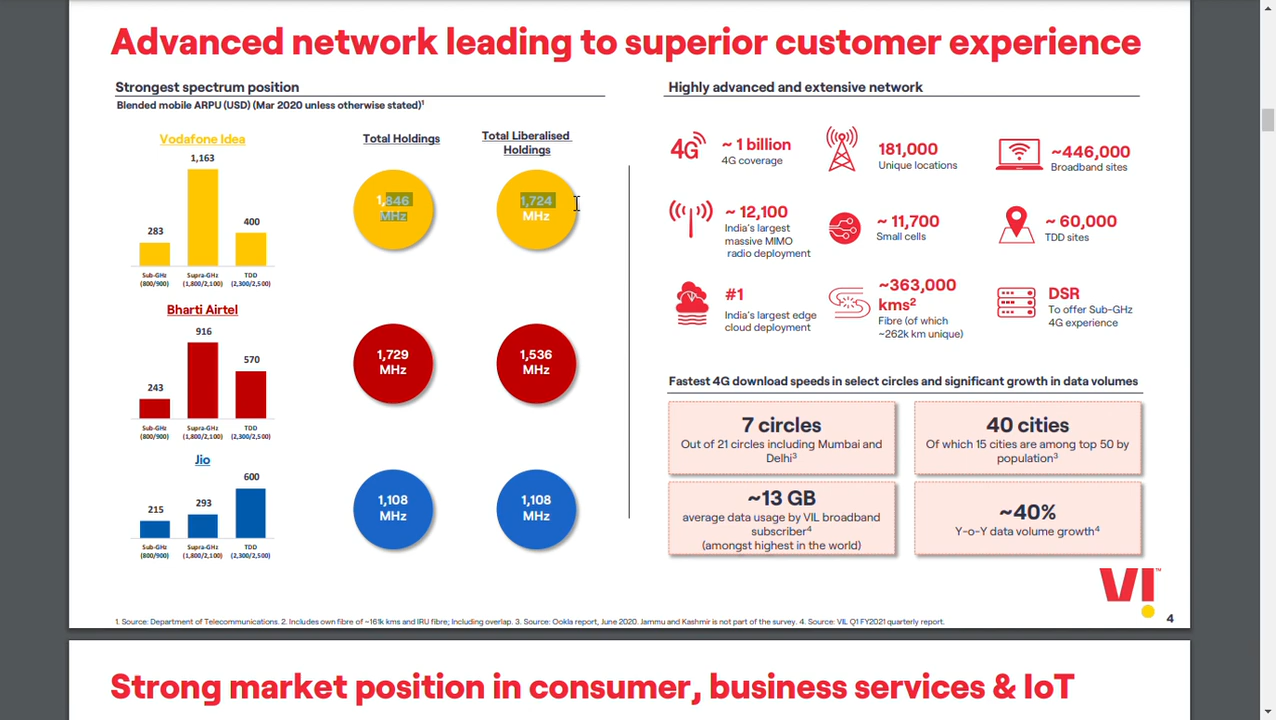 Advanced network leading to superior customer experience
Strongest spectrum position
Blended mobile ARPU (USD) (Mar 2020 unless otherwise stated)¹
Vodafone Idea
1,163
283
400
Sub-GHz
(800/900)
Supra-GHz
(1,800/2,100)
TDD
(2,300/2,500)
Total Holdings
1,846
MHz
Total Liberalised
Holdings
1,724
MHz
Bharti Airtel
916
243
570
Sub-GHz
(800/900)
Supra-GHz
(1,800/2,100)
TDD
(2,300/2,500)
1,729
MHz
1,536
MHz
Jio
600
215
293
Sub-GHz
(800/900)
Supra-GHz
(1,800/2,100)
TDD
(2,300/2,500)
1,108
MHz
1,108
MHz
Highly advanced and extensive network
4G
~ 1 billion
4G coverage
181,000
Unique locations
~446,000
Broadband sites
~ 12,100
India's largest
massive MIMO
radio deployment
~ 11,700
Small cells
~ 60,000
TDD sites
#1
India's largest edge
cloud deployment
~363,000
kms²
Fibre (of which
~262k km unique)
DSR
To offer Sub-GHz
4G experience
Fastest 4G download speeds in select circles and significant growth in data volumes
7 circles
Out of 21 circles including Mumbai and
Delhi³
40 cities
Of which 15 cities are among top 50 by
population³
~13 GB
average data usage by VIL broadband
subscriber⁴
(amongst highest in the world)
~40%
Y-o-Y data volume growth⁴
VI™
1. Source: Department of Telecommunications. 2. Includes own fibre of ~161k kms and IRU fibre; Including overlap. 3. Source: Ookla report, June 2020. Jammu and Kashmir is not part of the survey. 4. Source: VIL Q1 FY2021 quarterly report.
4
Strong market position in consumer, business services & IoT